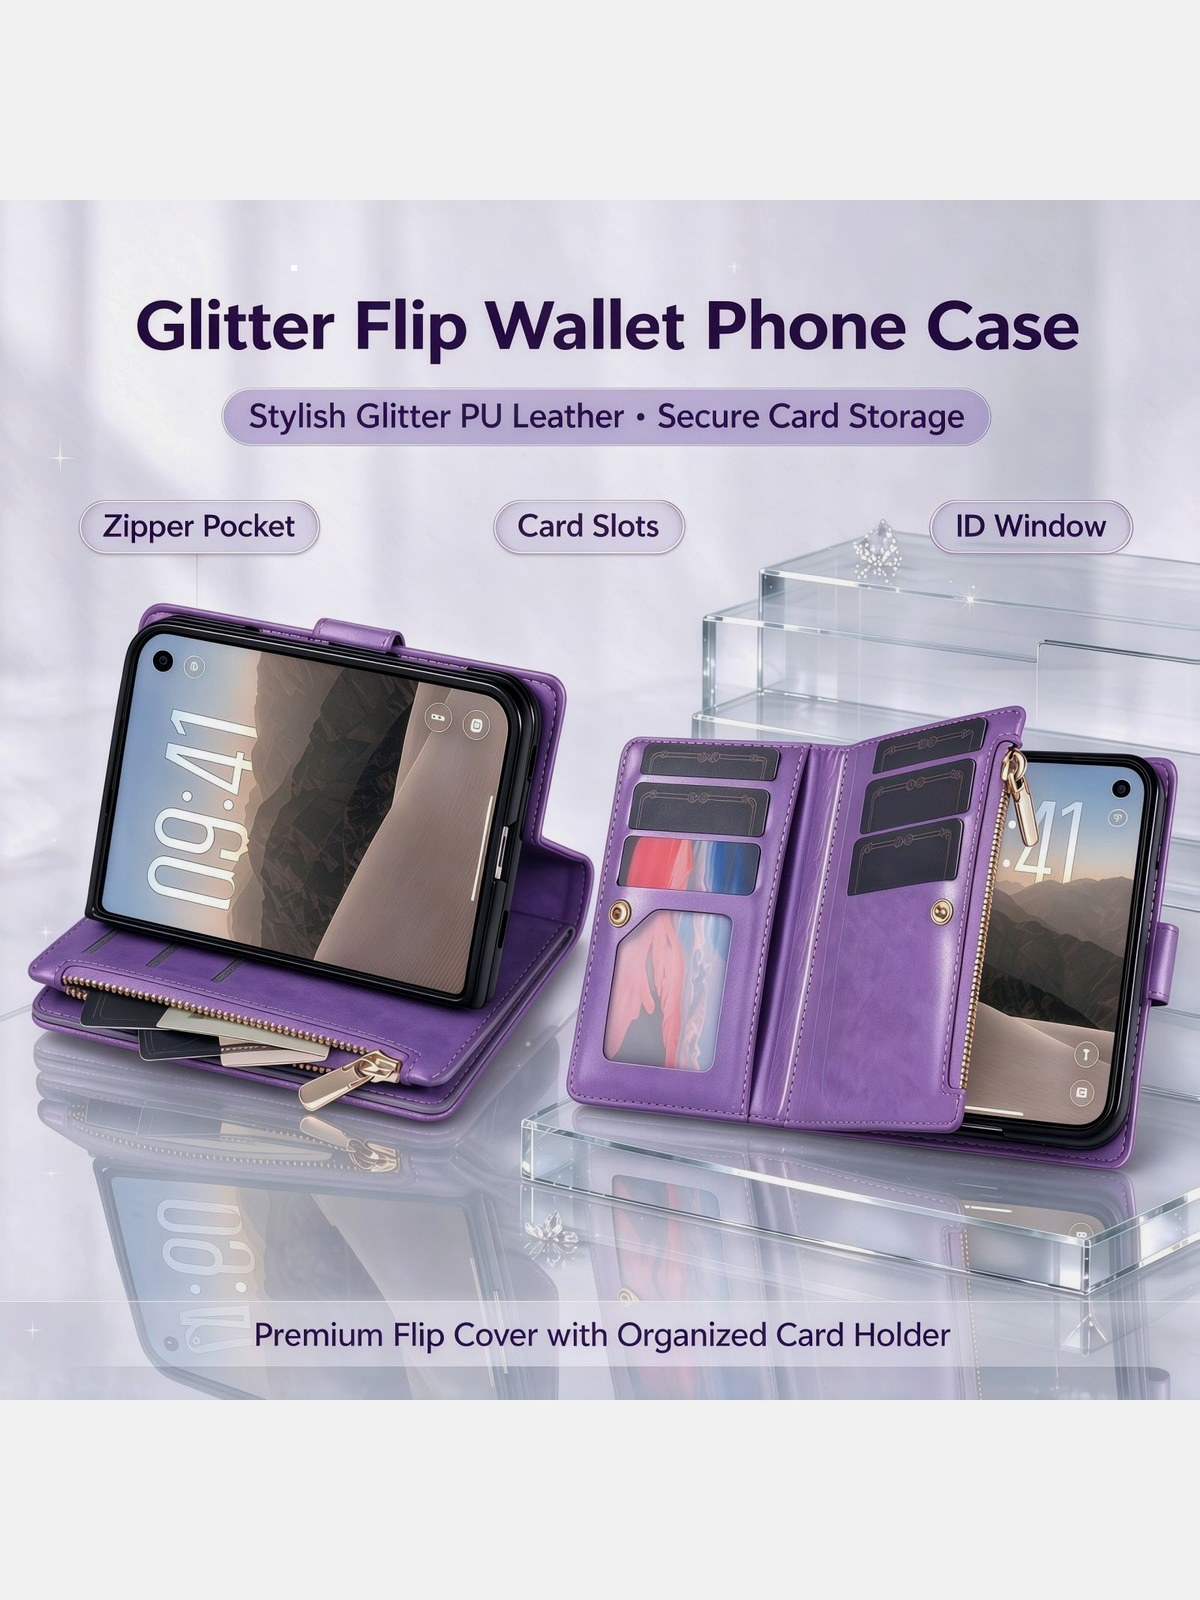 Glitter Flip Wallet Phone Case
Stylish Glitter PU Leather • Secure Card Storage
Zipper Pocket
Card Slots
ID Window
09:41
:41
Premium Flip Cover with Organized Card Holder